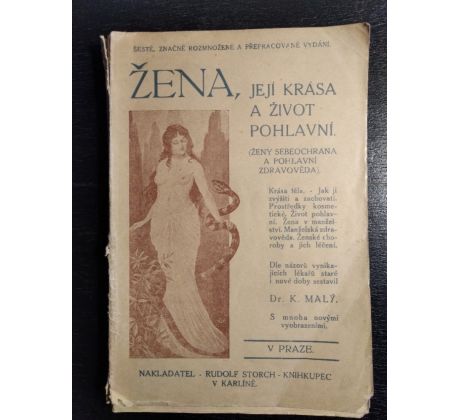 ŠESTÉ, ZNAČNĚ ROZMNOŽENÉ A PŘEPRACOVANÉ VYDÁNÍ.
ŽENA, JEJÍ KRÁSA
A ŽIVOT
POHLAVNÍ.
(ŽENY SEBEOCHRANA
A POHLAVNÍ
ZDRAVOVĚDA).
Krása těla. - Jak ji
zvýšiti a zachovati.
Prostředky kosme-
tické. Život pohlav-
ní. Žena v manžel-
ství. Manželská zdra-
vověda. Ženské cho-
roby a jich léčení.
Dle názorů vynika-
jících lékařů staré
i nové doby sestavil
Dr. K. MALÝ.
S mnoha novými
vyobrazeními.
V PRAZE.
NAKLADATEL - RUDOLF STORCH - KNIHKUPEC
V KARLÍNĚ.